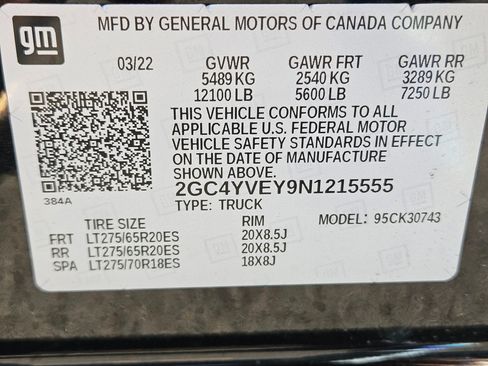 gm
MFD BY GENERAL MOTORS OF CANADA COMPANY
03/22 GVWR GAWR FRT GAWR RR
5489 KG 2540 KG 3289 KG
12100 LB 5600 LB 7250 LB
THIS VEHICLE CONFORMS TO ALL
APPLICABLE U.S. FEDERAL MOTOR
VEHICLE SAFETY STANDARDS IN EFFECT
ON THE DATE OF MANUFACTURE
SHOWN ABOVE.
384A
2GC4YVEY9N1215555
TYPE: TRUCK
MODEL: 95CK30743
TIRE SIZE RIM
FRT LT275/65R20ES 20X8.5J
RR LT275/65R20ES 20X8.5J
SPA LT275/70R18ES 18X8J